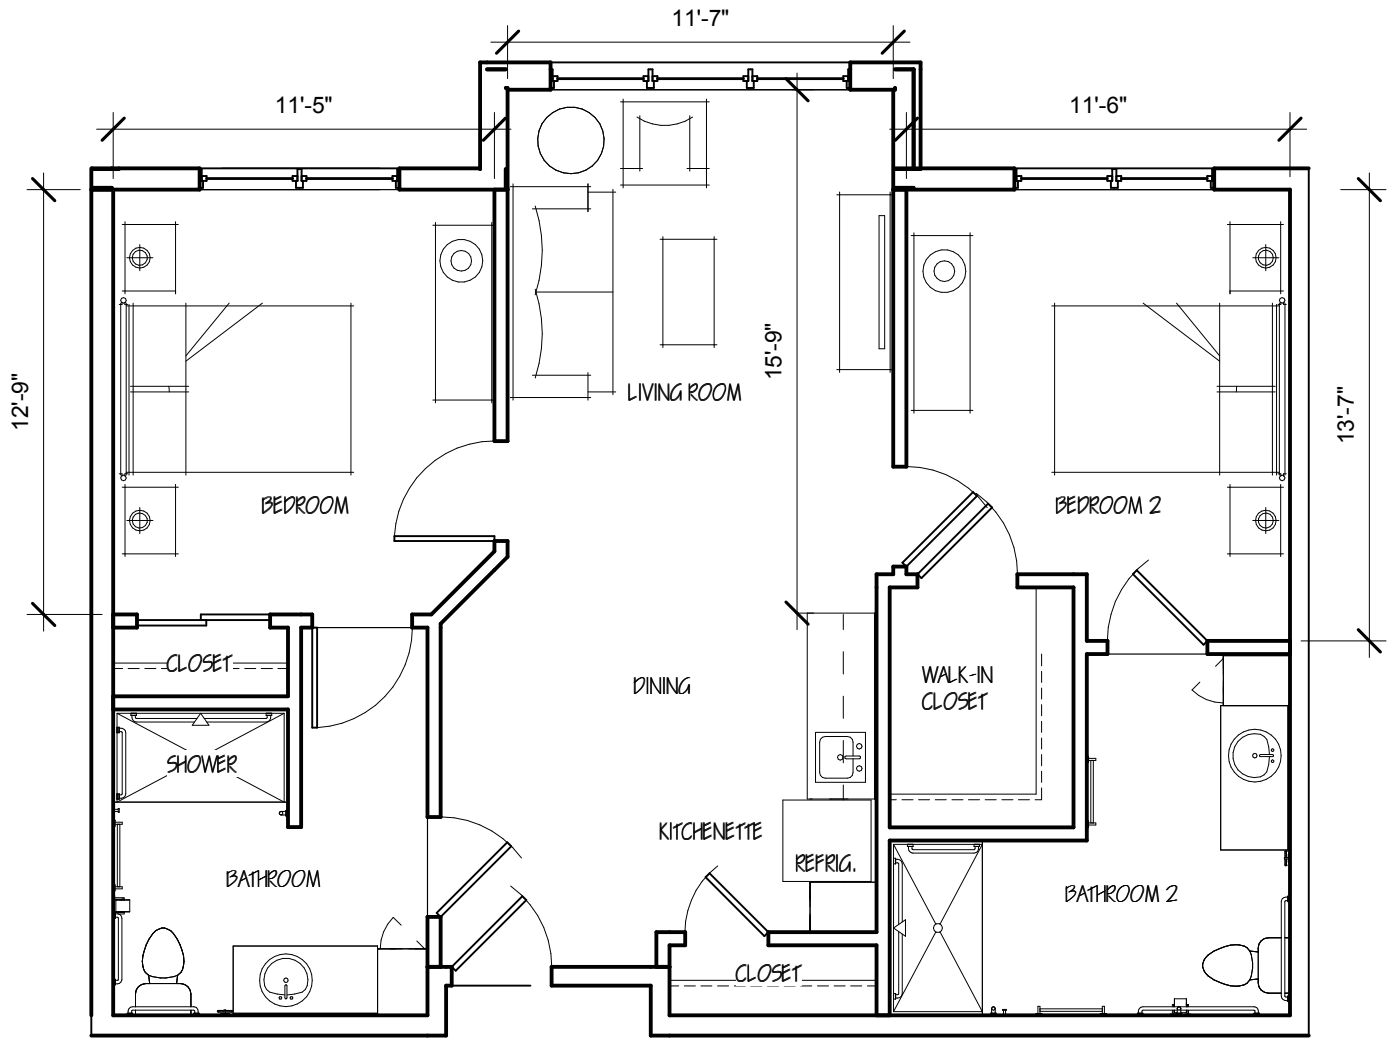 11'-7"
11'-5"
11'-6"
12'-9"
15'-9"
13'-7"
LIVING ROOM
BEDROOM
BEDROOM 2
CLOSET
WALK-IN
CLOSET
DINING
SHOWER
KITCHENETTE
REFRIG.
BATHROOM
BATHROOM 2
CLOSET